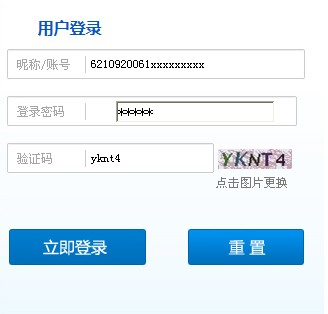 用户登录
昵称/账号 6210920061xxxxxxxxx
登录密码 *****
验证码 yknt4 YKNT4
点击图片更换
立即登录 重置